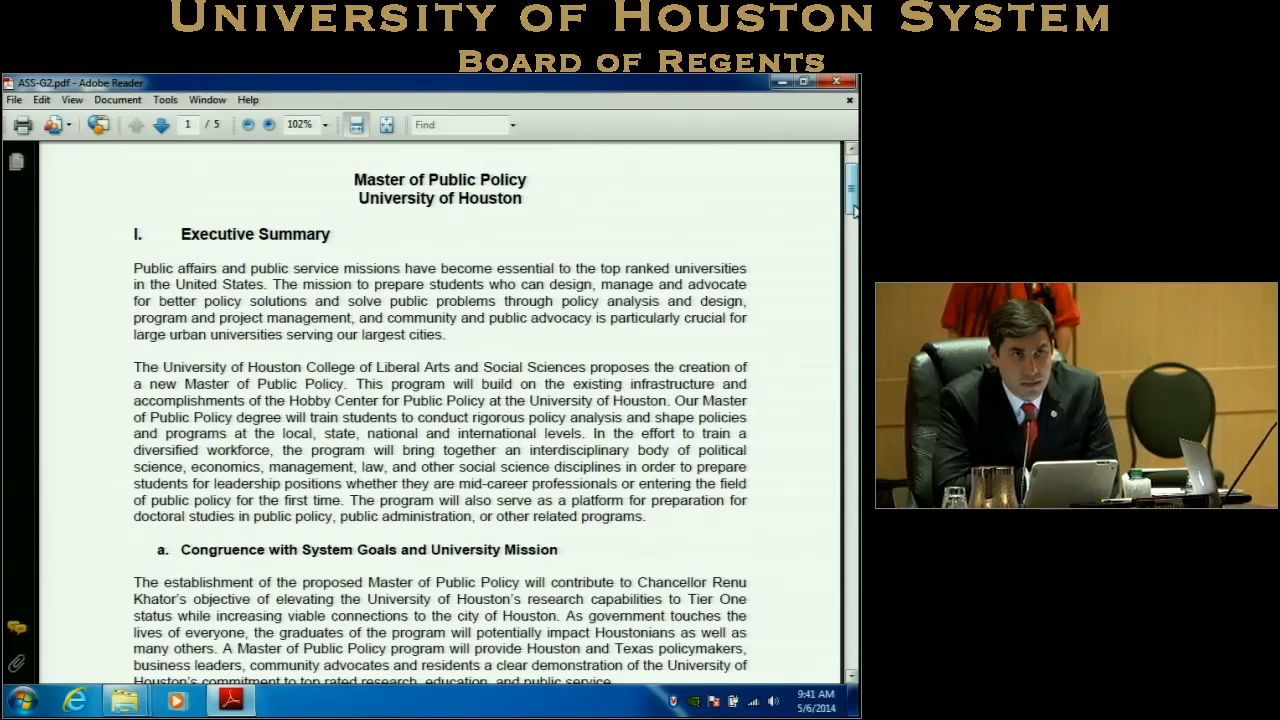 UNIVERSITY OF HOUSTON SYSTEM
BOARD OF REGENTS
ASS-G2.pdf - Adobe Reader
File Edit View Document Tools Window Help
1 / 5 102% Find
Master of Public Policy
University of Houston
I. Executive Summary
Public affairs and public service missions have become essential to the top ranked universities
in the United States. The mission to prepare students who can design, manage and advocate
for better policy solutions and solve public problems through policy analysis and design,
program and project management, and community and public advocacy is particularly crucial for
large urban universities serving our largest cities.
The University of Houston College of Liberal Arts and Social Sciences proposes the creation of
a new Master of Public Policy. This program will build on the existing infrastructure and
accomplishments of the Hobby Center for Public Policy at the University of Houston. Our Master
of Public Policy degree will train students to conduct rigorous policy analysis and shape policies
and programs at the local, state, national and international levels. In the effort to train a
diversified workforce, the program will bring together an interdisciplinary body of political
science, economics, management, law, and other social science disciplines in order to prepare
students for leadership positions whether they are mid-career professionals or entering the field
of public policy for the first time. The program will also serve as a platform for preparation for
doctoral studies in public policy, public administration, or other related programs.
a. Congruence with System Goals and University Mission
The establishment of the proposed Master of Public Policy will contribute to Chancellor Renu
Khator's objective of elevating the University of Houston's research capabilities to Tier One
status while increasing viable connections to the city of Houston. As government touches the
lives of everyone, the graduates of the program will potentially impact Houstonians as well as
many others. A Master of Public Policy program will provide Houston and Texas policymakers,
business leaders, community advocates and residents a clear demonstration of the University of
Houston's commitment to top rated research, education, and public service.
9:41 AM
5/6/2014